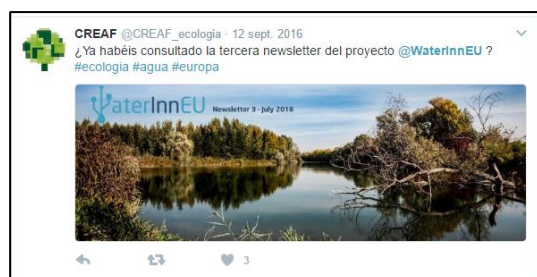 CREAF @CREAF_ecologia · 12 sept. 2016
¿Ya habéis consultado la tercera newsletter del proyecto @WaterInnEU ?
#ecologia #agua #europa
WaterInnEU Newsletter 3 - July 2016
3